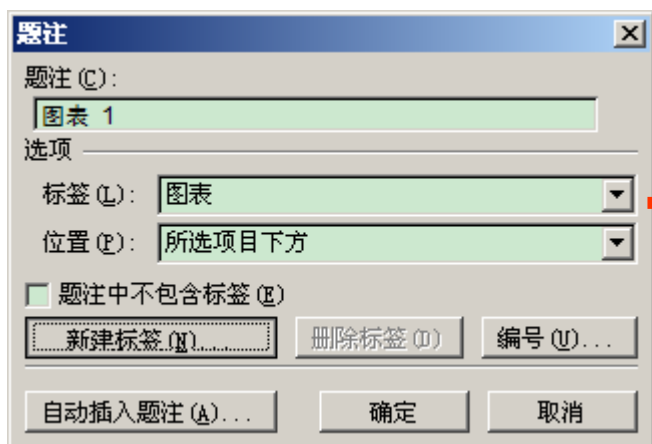 题注
题注(C):
图表 1
选项
标签(L): 图表
位置(P): 所选项目下方
题注中不包含标签(E)
新建标签(N)... 删除标签(D) 编号(U)...
自动插入题注(A)... 确定 取消